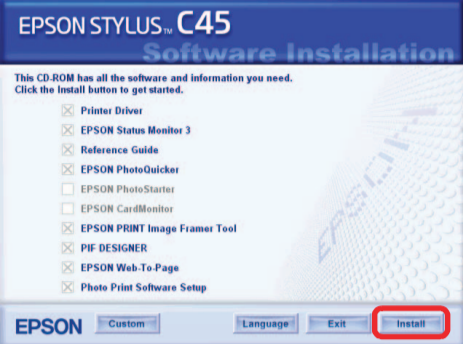 EPSON STYLUS™ C45
Software Installation
This CD-ROM has all the software and information you need.
Click the Install button to get started.
Printer Driver
EPSON Status Monitor 3
Reference Guide
EPSON PhotoQuicker
EPSON PhotoStarter
EPSON CardMonitor
EPSON PRINT Image Framer Tool
PIF DESIGNER
EPSON Web-To-Page
Photo Print Software Setup
EPSON
EPSON Custom Language Exit Install